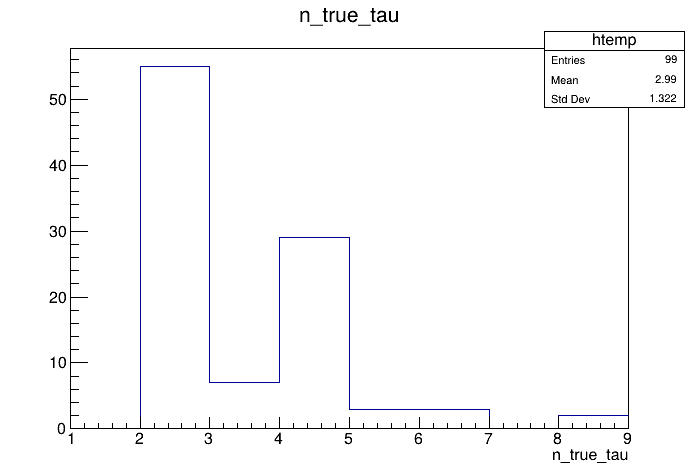 n_true_tau
htemp
Entries 99
Mean 2.99
Std Dev 1.322
50
40
30
20
10
0
1 2 3 4 5 6 7 8 9
n_true_tau